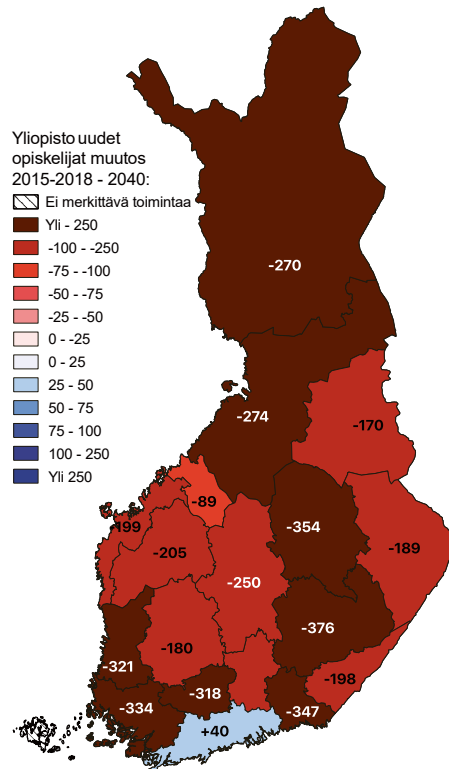 Yliopisto uudet
opiskelijat muutos
2015-2018 - 2040:
Ei merkittävä toimintaa
Yli - 250
-100 - -250
-75 - -100
-50 - -75
-25 - -50
0 - -25
0 - 25
25 - 50
50 - 75
75 - 100
100 - 250
Yli 250
-270
-274
-170
-89
-354
-199
-205
-189
-250
-376
-180
-321
-198
-318
-334
-347
+40